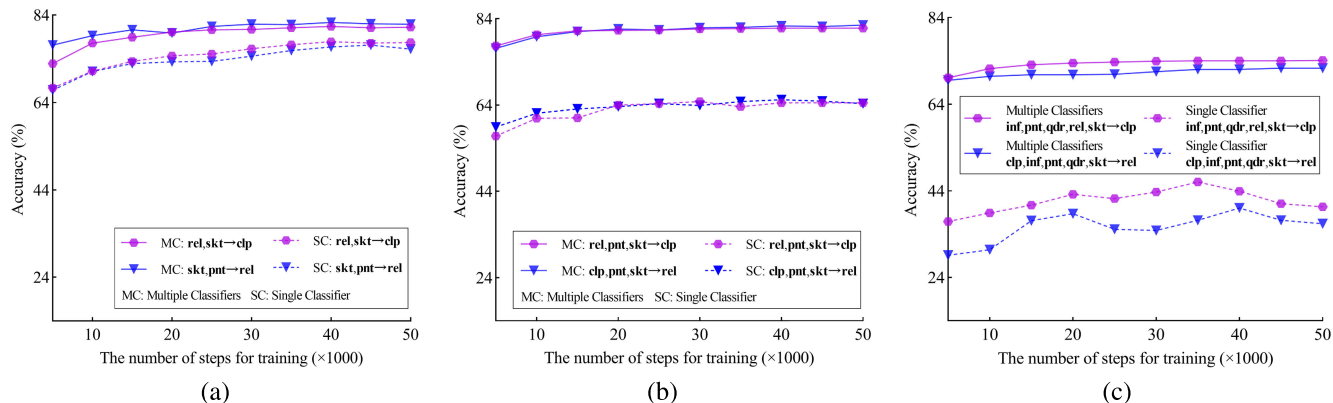 84
64
44
24
Accuracy (%)
MC: rel,skt→clp
SC: rel,skt→clp
MC: skt,pnt→rel
SC: skt,pnt→rel
MC: Multiple Classifiers SC: Single Classifier
10 20 30 40 50
The number of steps for training (×1000)
(a)
84
64
44
24
Accuracy (%)
MC: rel,pnt,skt→clp
SC: rel,pnt,skt→clp
MC: clp,pnt,skt→rel
SC: clp,pnt,skt→rel
MC: Multiple Classifiers SC: Single Classifier
10 20 30 40 50
The number of steps for training (×1000)
(b)
84
64
44
24
Accuracy (%)
Multiple Classifiers
inf,pnt,qdr,rel,skt→clp
Single Classifier
inf,pnt,qdr,rel,skt→clp
Multiple Classifiers
clp,inf,pnt,qdr,skt→rel
Single Classifier
clp,inf,pnt,qdr,skt→rel
10 20 30 40 50
The number of steps for training (×1000)
(c)